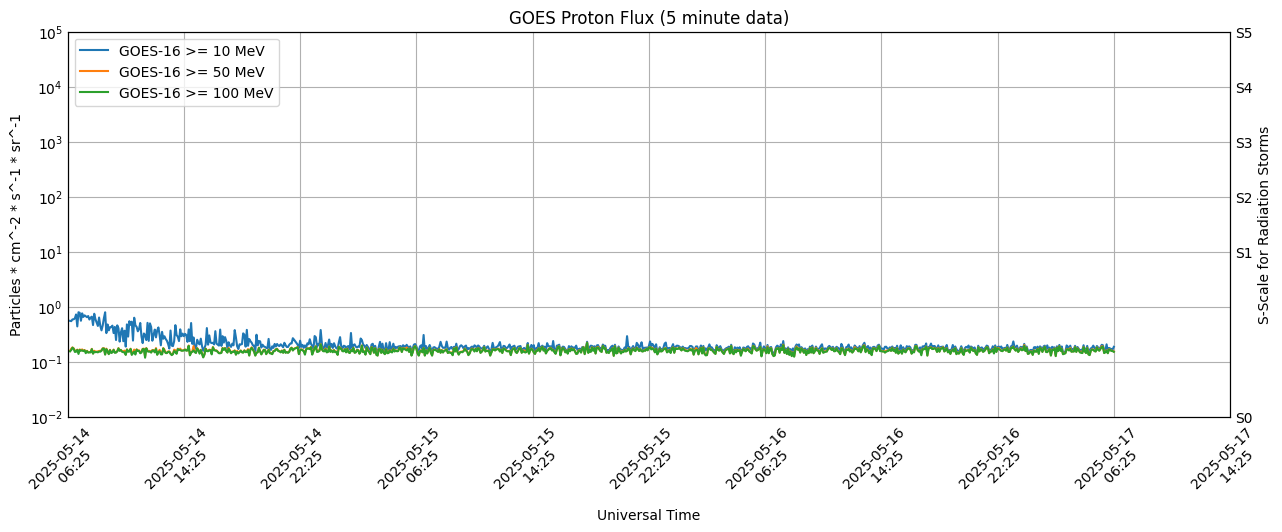 GOES Proton Flux (5 minute data)
GOES-16 >= 10 MeV
GOES-16 >= 50 MeV
GOES-16 >= 100 MeV
Particles * cm^-2 * s^-1 * sr^-1
10^5
10^4
10^3
10^2
10^1
10^0
10^-1
10^-2
S5
S4
S3
S2
S1
S0
S-Scale for Radiation Storms
2025-05-14
06:25
2025-05-14
14:25
2025-05-14
22:25
2025-05-15
06:25
2025-05-15
14:25
2025-05-15
22:25
2025-05-16
06:25
2025-05-16
14:25
2025-05-16
22:25
2025-05-17
06:25
2025-05-17
14:25
Universal Time